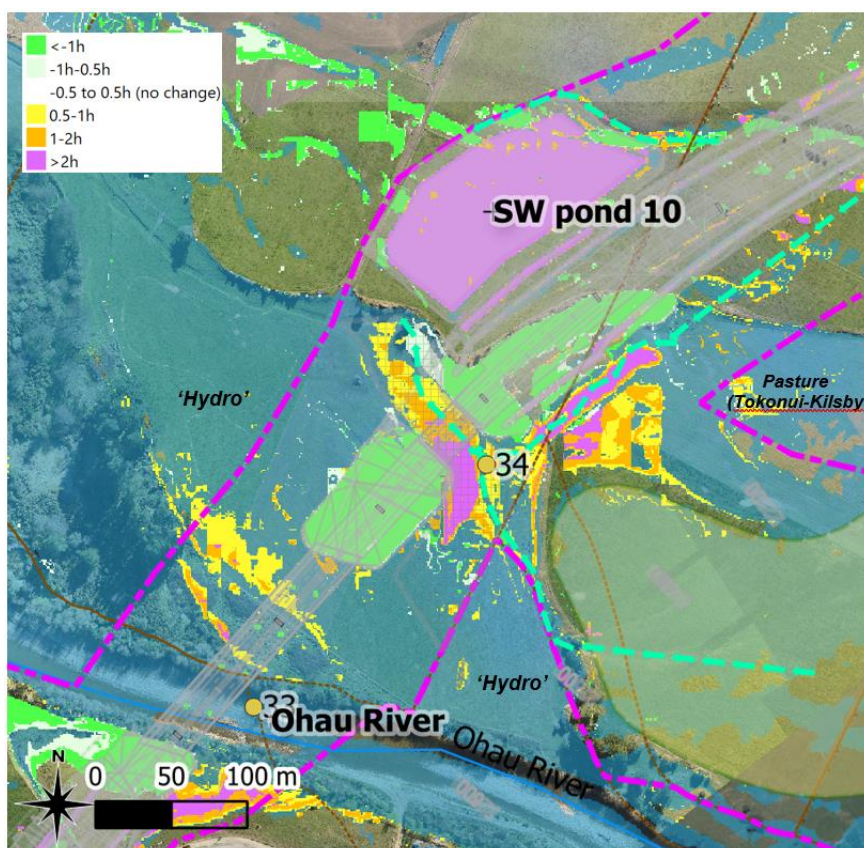 <-1h
-1h-0.5h
-0.5 to 0.5h (no change)
0.5-1h
1-2h
>2h
SW pond 10
Pasture
(Tokonui-Kilsby
'Hydro'
34
'Hydro'
33
Ohau River
Ohau River
N
0 50 100 m